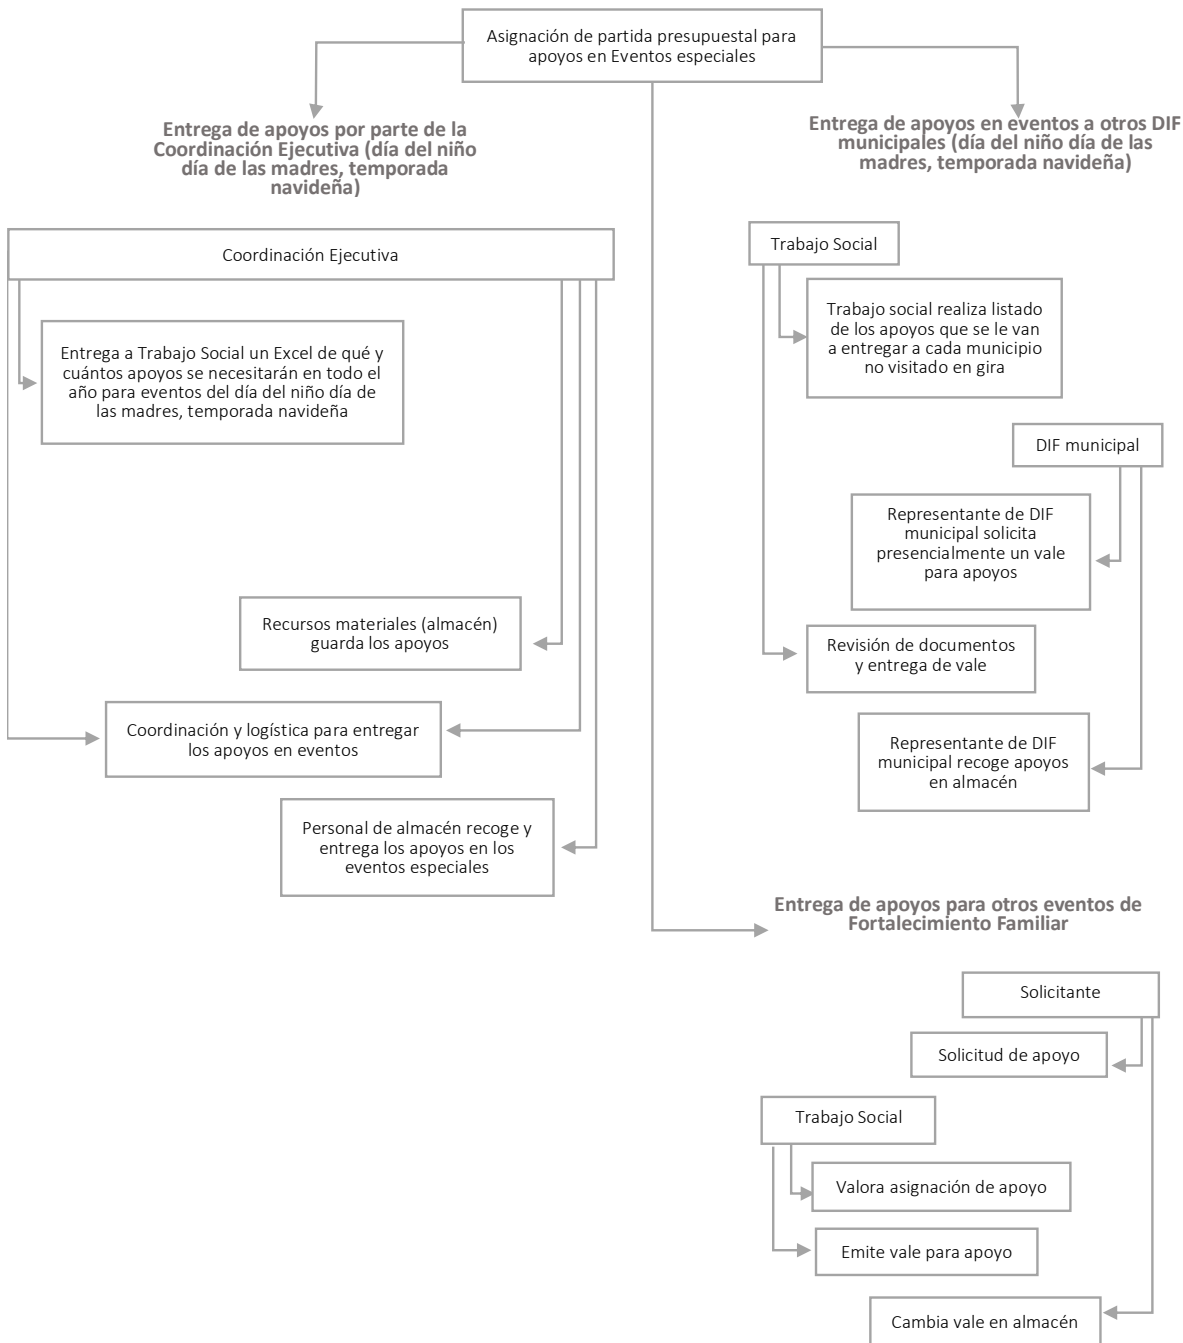 Asignación de partida presupuestal para
apoyos en Eventos especiales
Entrega de apoyos por parte de la
Coordinación Ejecutiva (día del niño
día de las madres, temporada
navideña)
Entrega de apoyos en eventos a otros DIF
municipales (día del niño día de las
madres, temporada navideña)
Coordinación Ejecutiva
Entrega a Trabajo Social un Excel de qué y
cuántos apoyos se necesitarán en todo el
año para eventos del día del niño día de
las madres, temporada navideña
Recursos materiales (almacén)
guarda los apoyos
Coordinación y logística para entregar
los apoyos en eventos
Personal de almacén recoge y
entrega los apoyos en los
eventos especiales
Trabajo Social
Trabajo social realiza listado
de los apoyos que se le van
a entregar a cada municipio
no visitado en gira
DIF municipal
Representante de DIF
municipal solicita
presencialmente un vale
para apoyos
Revisión de documentos
y entrega de vale
Representante de DIF
municipal recoge apoyos
en almacén
Entrega de apoyos para otros eventos de
Fortalecimiento Familiar
Solicitante
Solicitud de apoyo
Trabajo Social
Valora asignación de apoyo
Emite vale para apoyo
Cambia vale en almacén